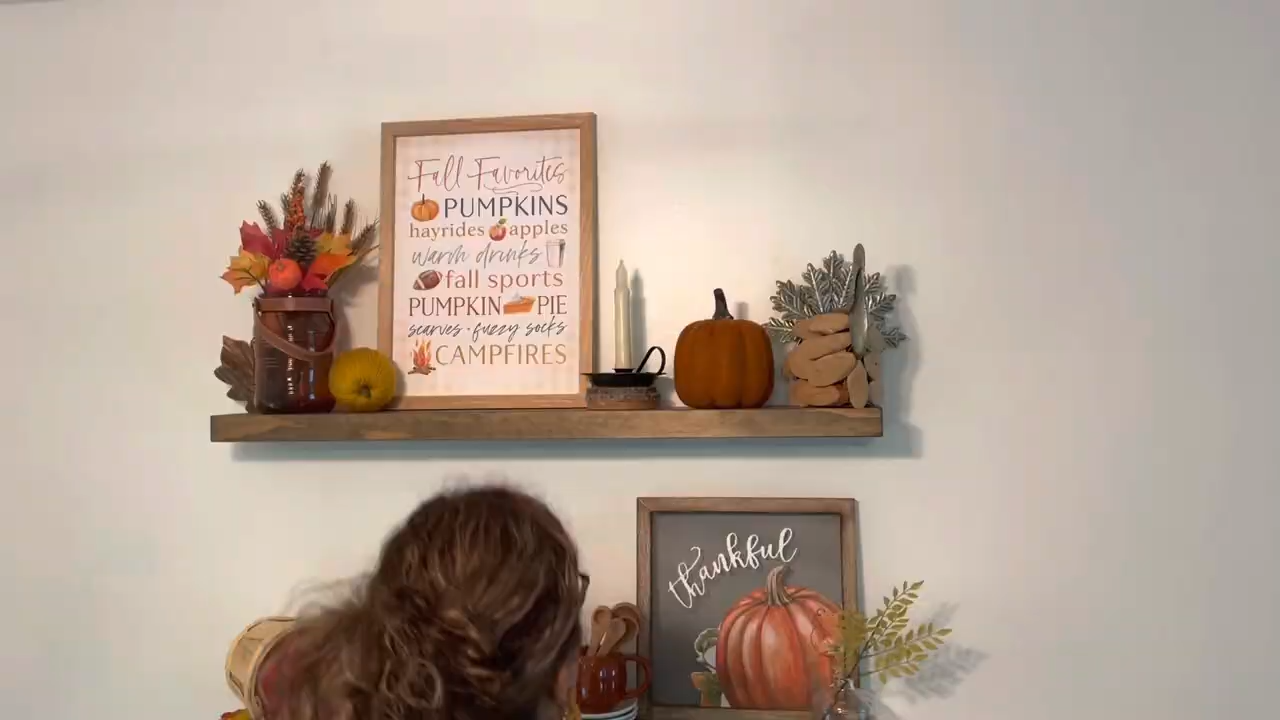 Fall Favorites
PUMPKINS
hayrides apples
warm drinks
fall sports
PUMPKIN PIE
scarves · fuzzy socks
CAMPFIRES
thankful